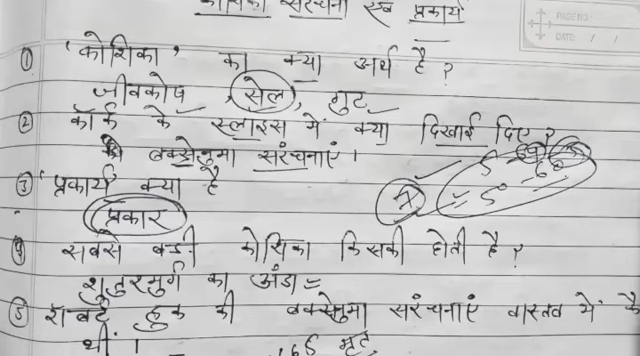 कोशिका संरचना एवं प्रकार्य
PAGE NO:
DATE: / /
① 'कोशिका' का क्या अर्थ है?
जीवकोष, सेल, गुट
② कॉर्क के स्लाइस में क्या दिखाई दिए?
बक्सेनुमा संरचनाएं।
③ 'प्रकार्य' क्या है
प्रकार
④ सबसे बड़ी कोशिका किसकी होती है?
शुतुरमुर्ग का अंडा =
⑤ राबर्ट हुक की बक्सेनुमा संरचनाएं वास्तव में कै
थीं। मृत